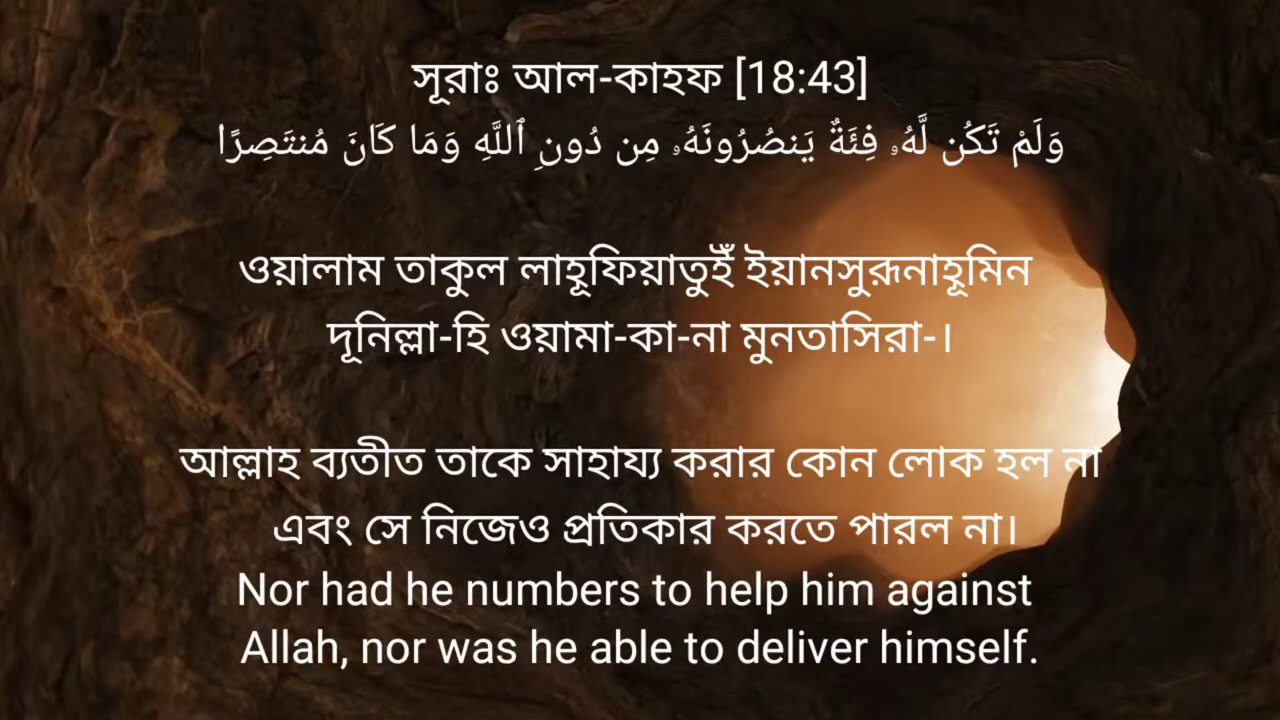 সূরাঃ আল-কাহফ [18:43]
وَلَمْ تَكُن لَّهُۥ فِئَةٌ يَنصُرُونَهُۥ مِن دُونِ ٱللَّهِ وَمَا كَانَ مُنتَصِرًا
ওয়ালাম তাকুল লাহূফিয়াতুইঁ ইয়ানসুরূনাহূমিন
দূনিল্লা-হি ওয়ামা-কা-না মুনতাসিরা-।
আল্লাহ ব্যতীত তাকে সাহায্য করার কোন লোক হল না
এবং সে নিজেও প্রতিকার করতে পারল না।
Nor had he numbers to help him against
Allah, nor was he able to deliver himself.